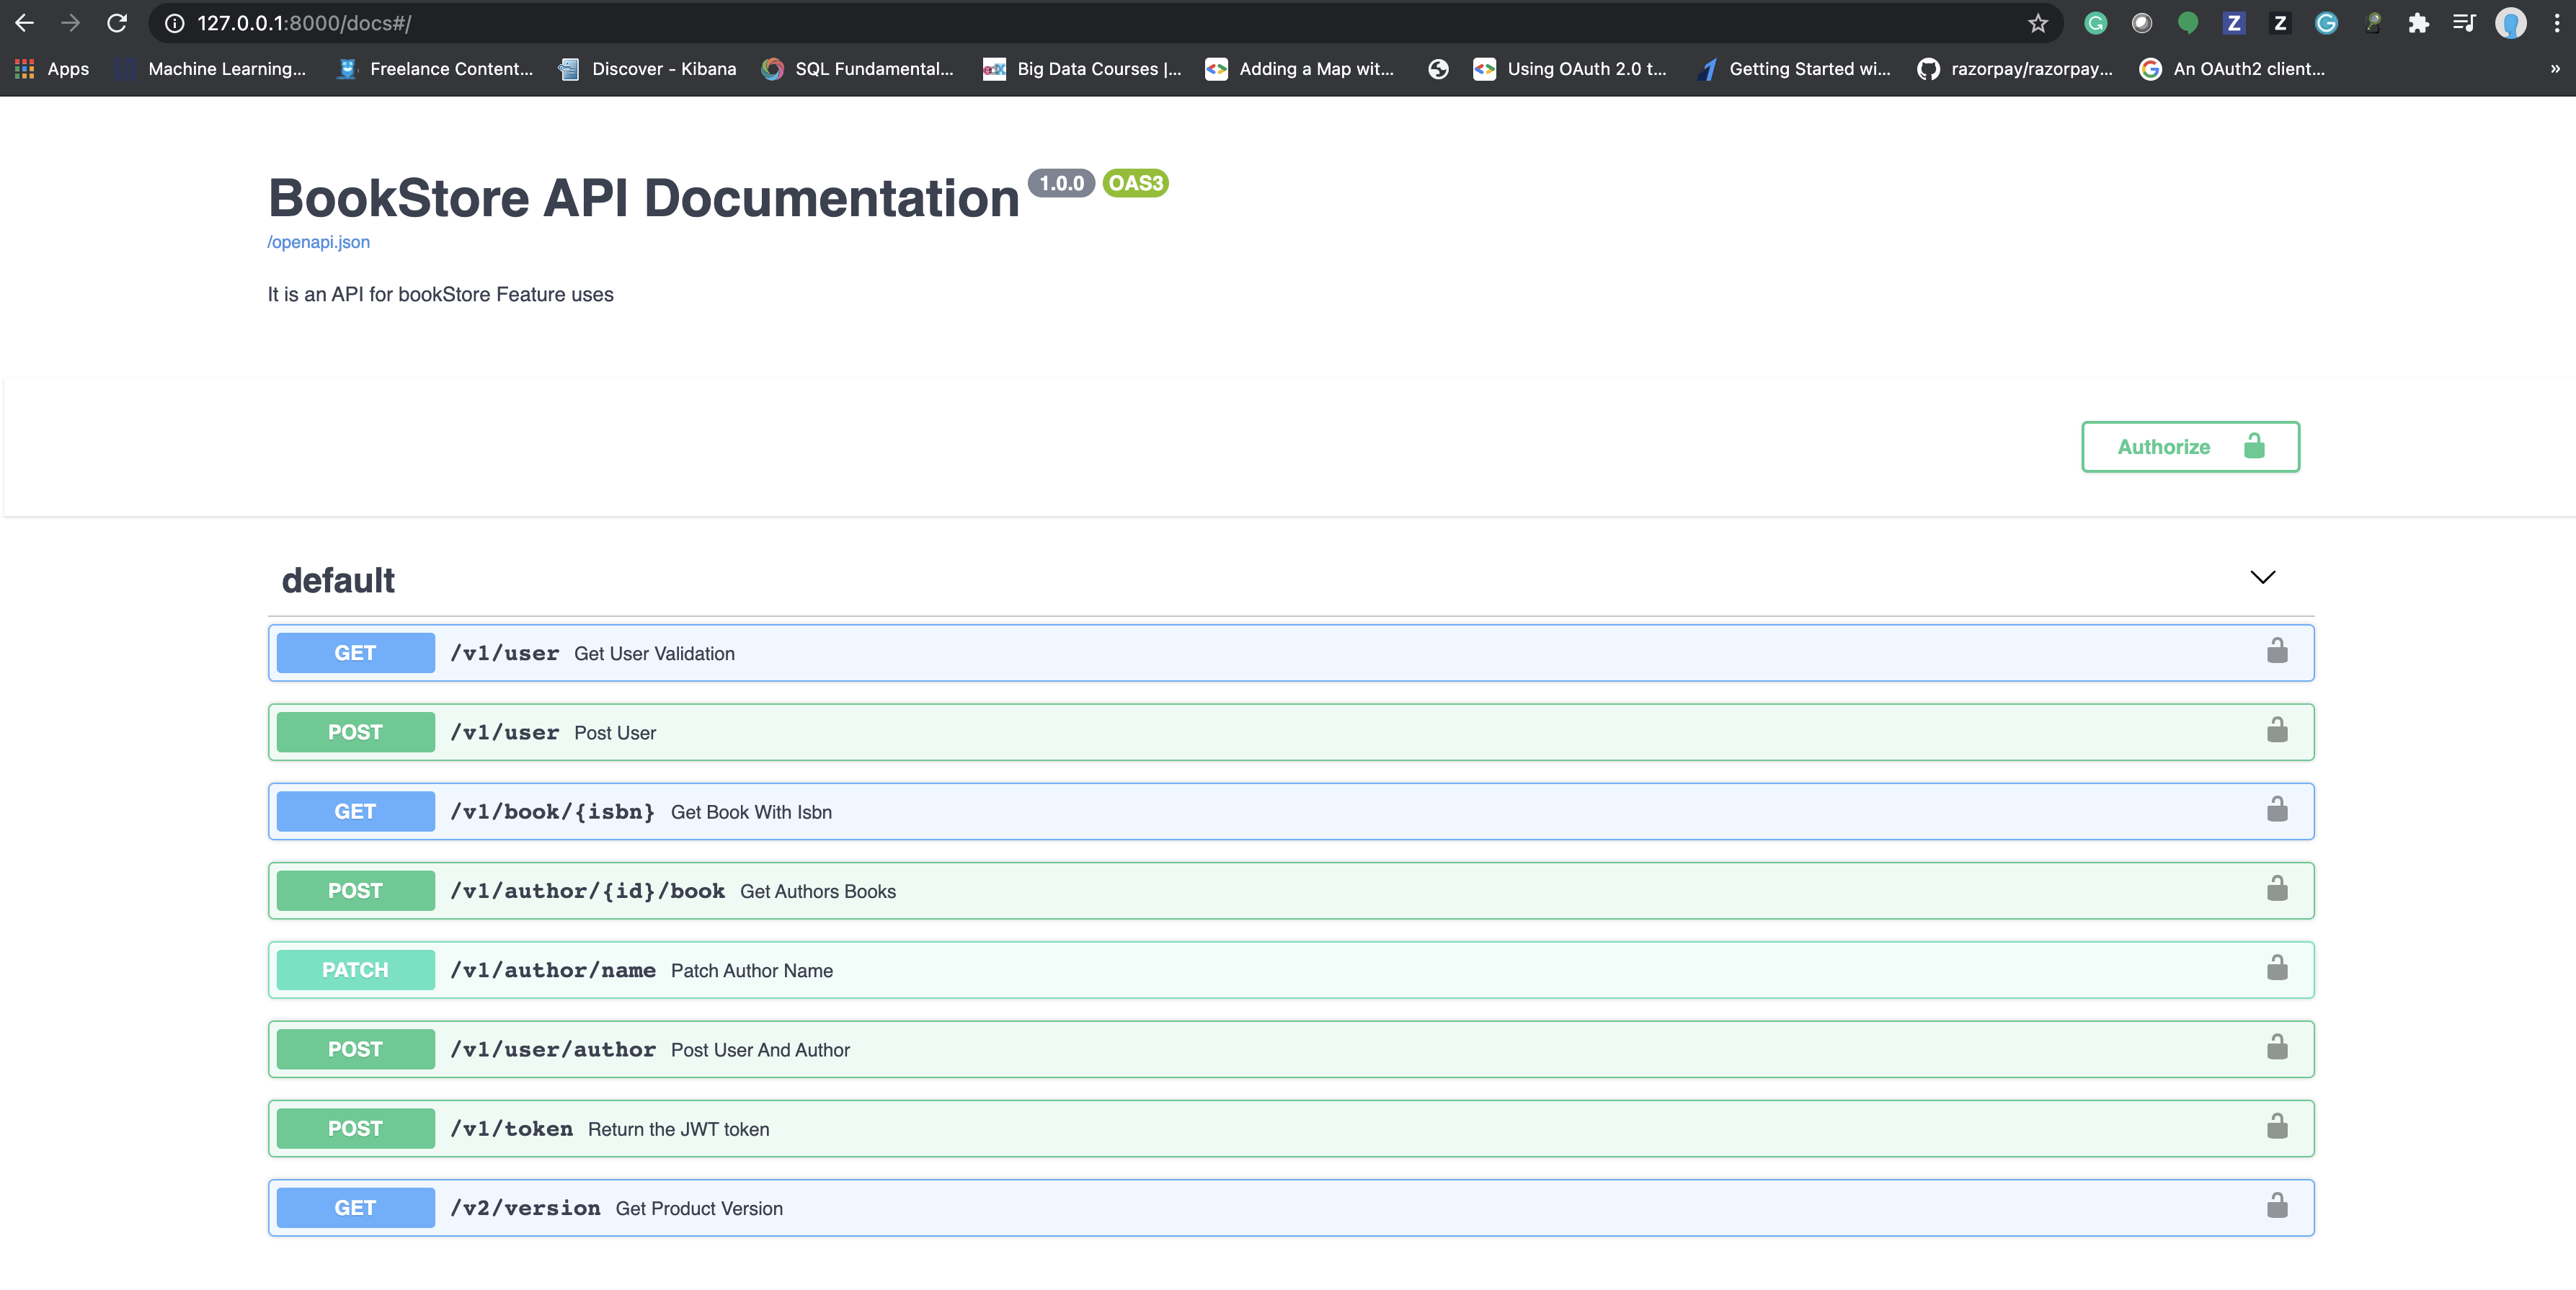 127.0.0.1:8000/docs#/
Apps Machine Learning... Freelance Content... Discover - Kibana SQL Fundamental... Big Data Courses |... Adding a Map wit... Using OAuth 2.0 t... Getting Started wi... razorpay/razorpay... An OAuth2 client... »
BookStore API Documentation 1.0.0 OAS3
/openapi.json
It is an API for bookStore Feature uses
Authorize
default
GET /v1/user Get User Validation
POST /v1/user Post User
GET /v1/book/{isbn} Get Book With Isbn
POST /v1/author/{id}/book Get Authors Books
PATCH /v1/author/name Patch Author Name
POST /v1/user/author Post User And Author
POST /v1/token Return the JWT token
GET /v2/version Get Product Version